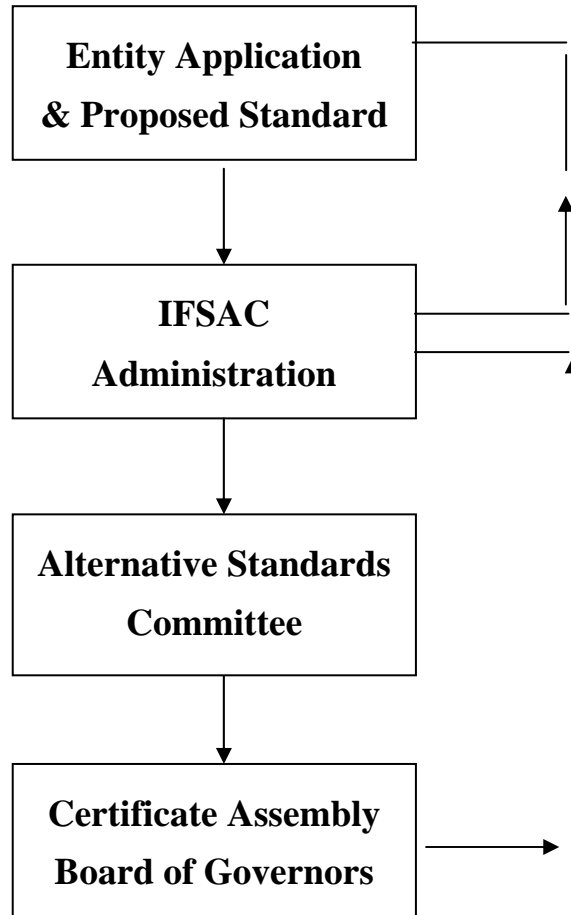 Entity Application
& Proposed Standard
IFSAC
Administration
Alternative Standards
Committee
Certificate Assembly
Board of Governors